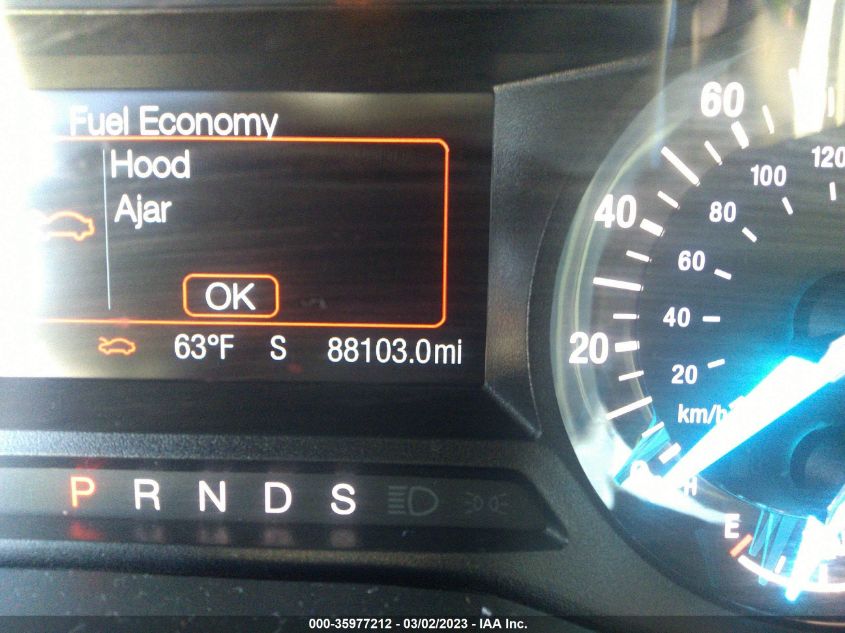 Fuel Economy
Hood
Ajar
OK
63°F S 88103.0mi
P R N D S
60
40
20
0
120
100
80
60
40
20
km/h
E
000-35977212 - 03/02/2023 - IAA Inc.